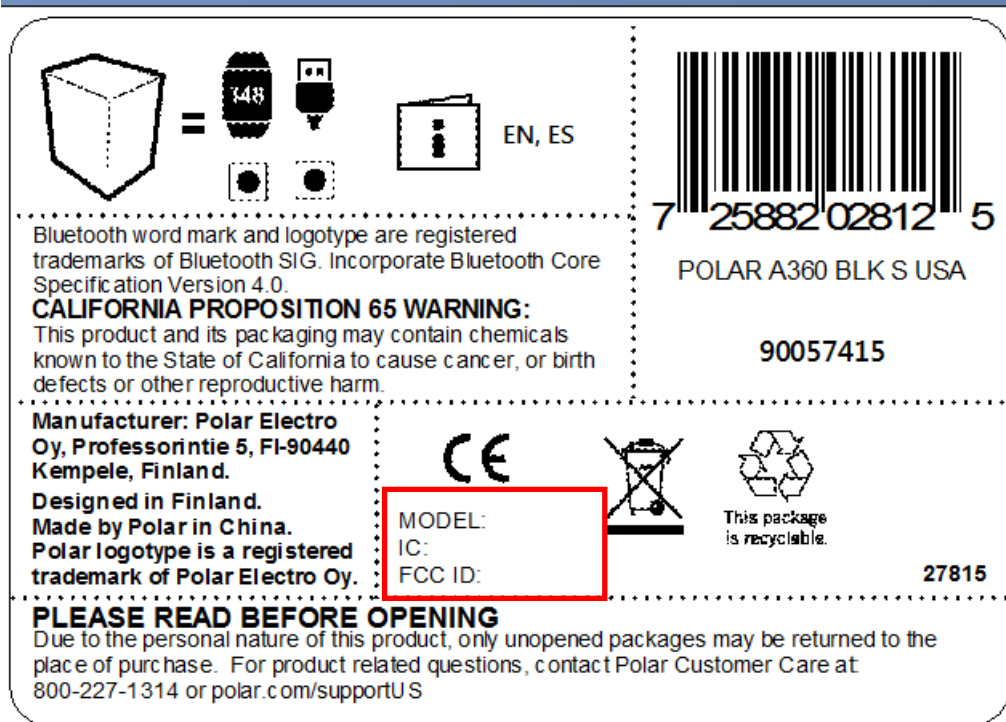 348
EN, ES
7 25882 02812 5
POLAR A360 BLK S USA
90057415
Bluetooth word mark and logotype are registered
trademarks of Bluetooth SIG. Incorporate Bluetooth Core
Specification Version 4.0.
CALIFORNIA PROPOSITION 65 WARNING:
This product and its packaging may contain chemicals
known to the State of California to cause cancer, or birth
defects or other reproductive harm.
Manufacturer: Polar Electro
Oy, Professorintie 5, FI-90440
Kempele, Finland.
Designed in Finland.
Made by Polar in China.
Polar logotype is a registered
trademark of Polar Electro Oy.
CE
MODEL:
IC:
FCC ID:
This package
is recyclable.
27815
PLEASE READ BEFORE OPENING
Due to the personal nature of this product, only unopened packages may be returned to the
place of purchase. For product related questions, contact Polar Customer Care at:
800-227-1314 or polar.com/supportUS